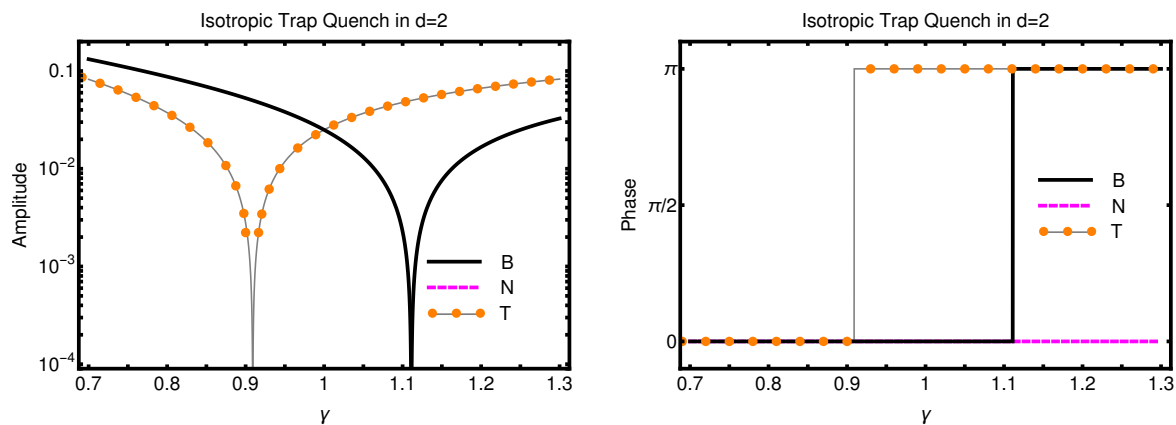 Isotropic Trap Quench in d=2
Amplitude
0.1
10⁻²
10⁻³
10⁻⁴
B
N
T
0.7 0.8 0.9 1 1.1 1.2 1.3
γ
Isotropic Trap Quench in d=2
Phase
π
π/2
0
B
N
T
0.7 0.8 0.9 1 1.1 1.2 1.3
γ